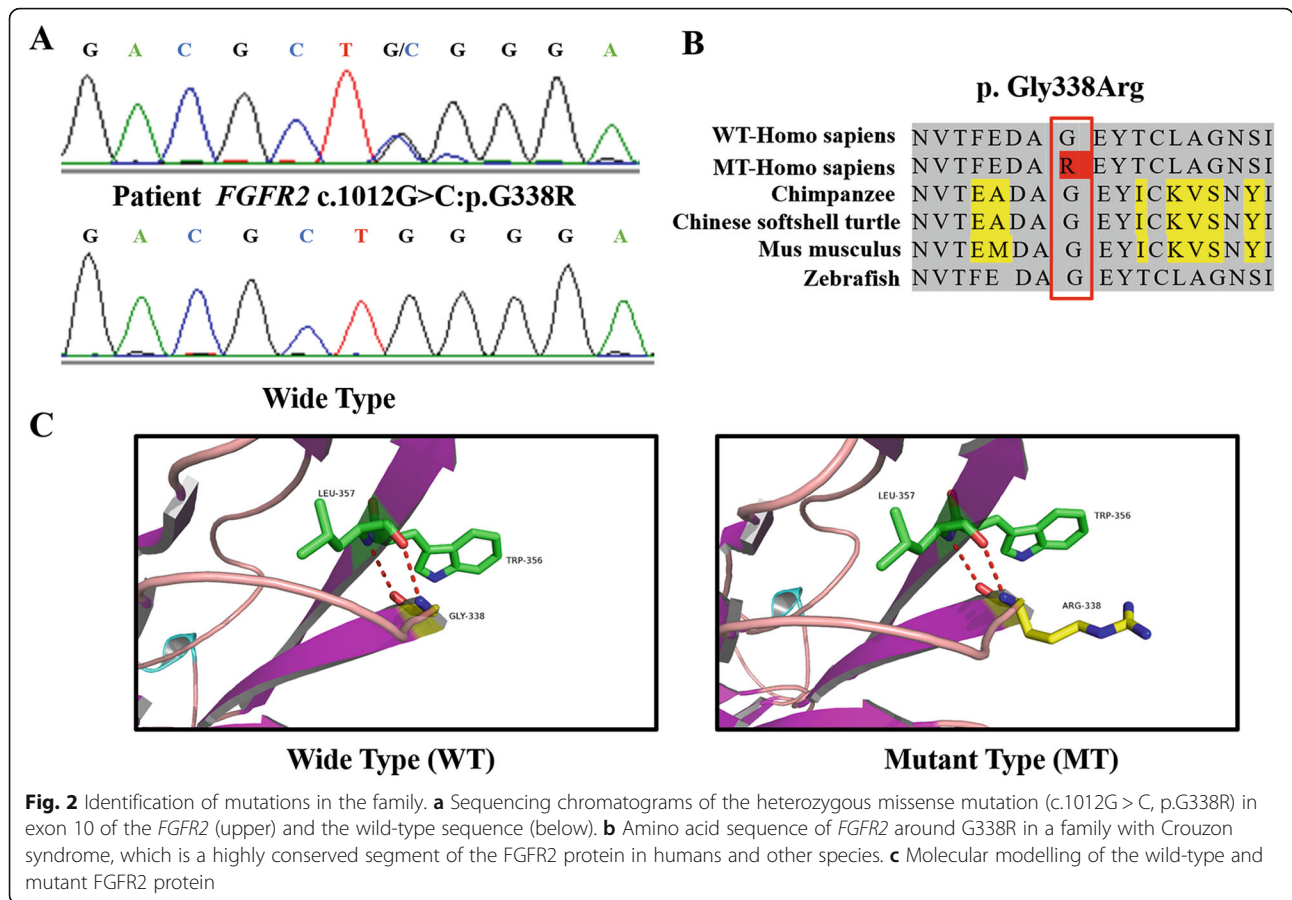 A
G A C G C T G/C G G G A
Patient FGFR2 c.1012G>C:p.G338R
G A C G C T G G G G A
Wide Type
B
p. Gly338Arg
WT-Homo sapiens NVTFEDA G EYTCLAGNSI
MT-Homo sapiens NVTFEDA R EYTCLAGNSI
Chimpanzee NVTEADA G EYICKVSNYI
Chinese softshell turtle NVTEADA G EYICKVSNYI
Mus musculus NVTEMDA G EYICKVSNYI
Zebrafish NVTFE DA G EYTCLAGNSI
C
LEU-357
TRP-356
GLY-338
Wide Type (WT)
LEU-357
TRP-356
ARG-338
Mutant Type (MT)
Fig. 2 Identification of mutations in the family. a Sequencing chromatograms of the heterozygous missense mutation (c.1012G > C, p.G338R) in
exon 10 of the FGFR2 (upper) and the wild-type sequence (below). b Amino acid sequence of FGFR2 around G338R in a family with Crouzon
syndrome, which is a highly conserved segment of the FGFR2 protein in humans and other species. c Molecular modelling of the wild-type and
mutant FGFR2 protein